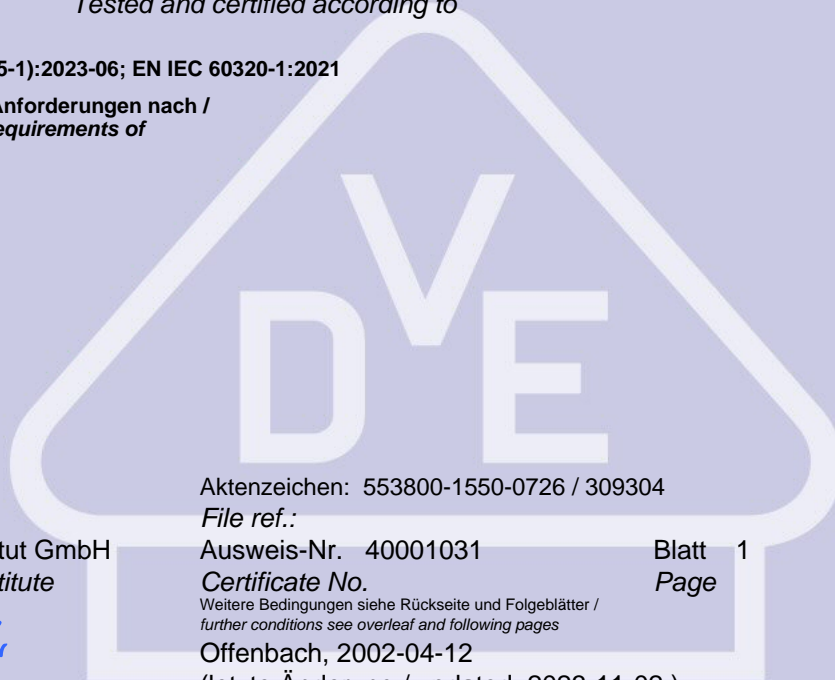 Tested and certified according to
5-1):2023-06; EN IEC 60320-1:2021
Anforderungen nach /
equirements of
VDE
Aktenzeichen: 553800-1550-0726 / 309304
File ref.:
tut GmbH
titute
Ausweis-Nr. 40001031 Blatt 1
Certificate No. Page
Weitere Bedingungen siehe Rückseite und Folgeblätter /
further conditions see overleaf and following pages
Offenbach, 2002-04-12